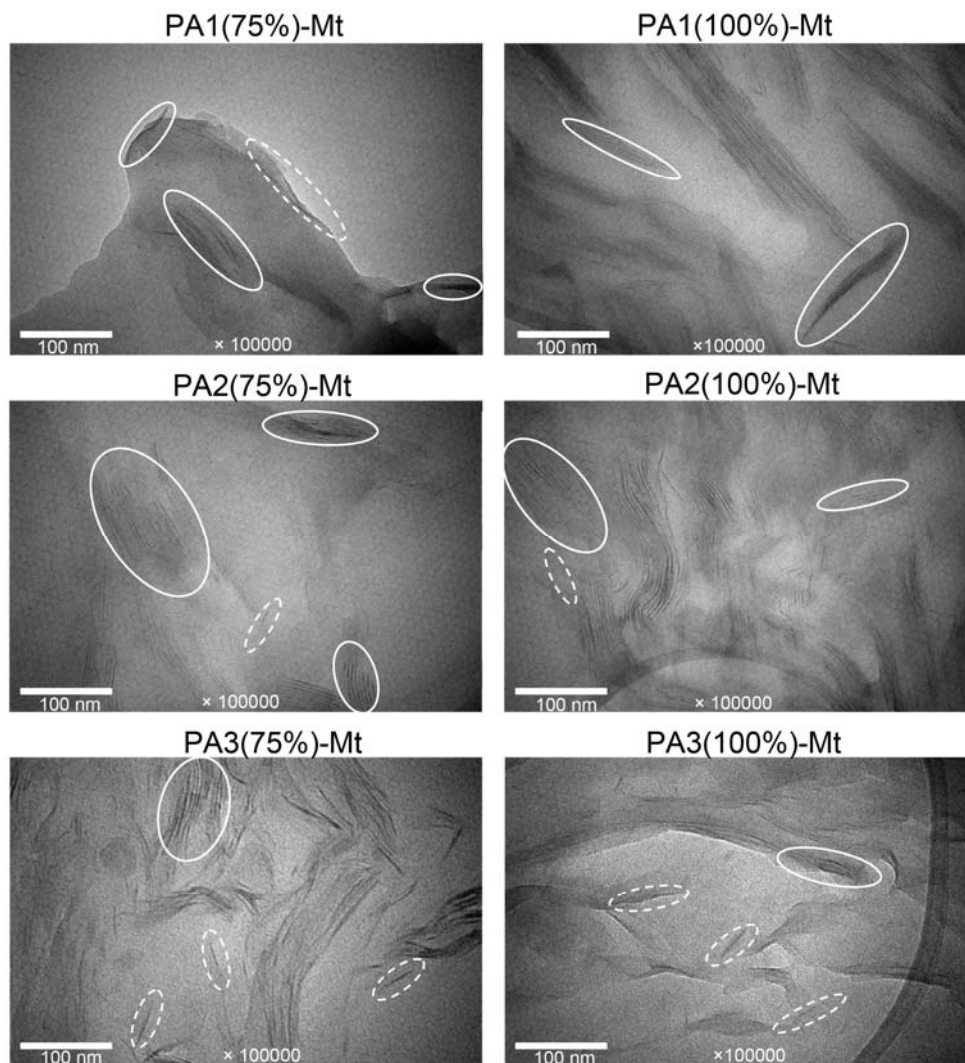 PA1(75%)-Mt
PA1(100%)-Mt
100 nm
× 100000
100 nm
×100000
PA2(75%)-Mt
PA2(100%)-Mt
100 nm
× 100000
100 nm
× 100000
PA3(75%)-Mt
PA3(100%)-Mt
100 nm
×100000
100 nm
×100000